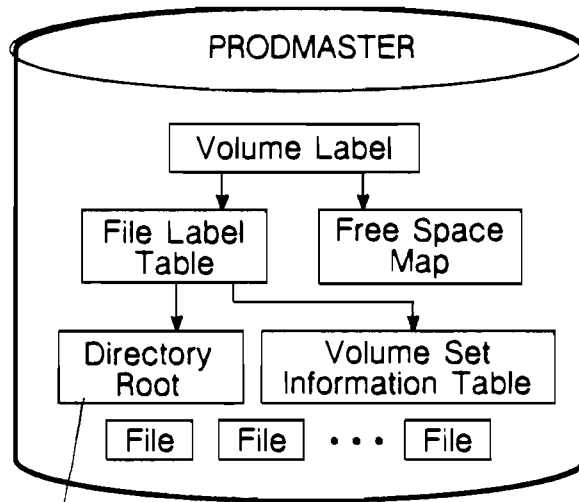 PRODMASTER
Volume Label
File Label
Table
Free Space
Map
Directory
Root
Volume Set
Information Table
File File • • • File